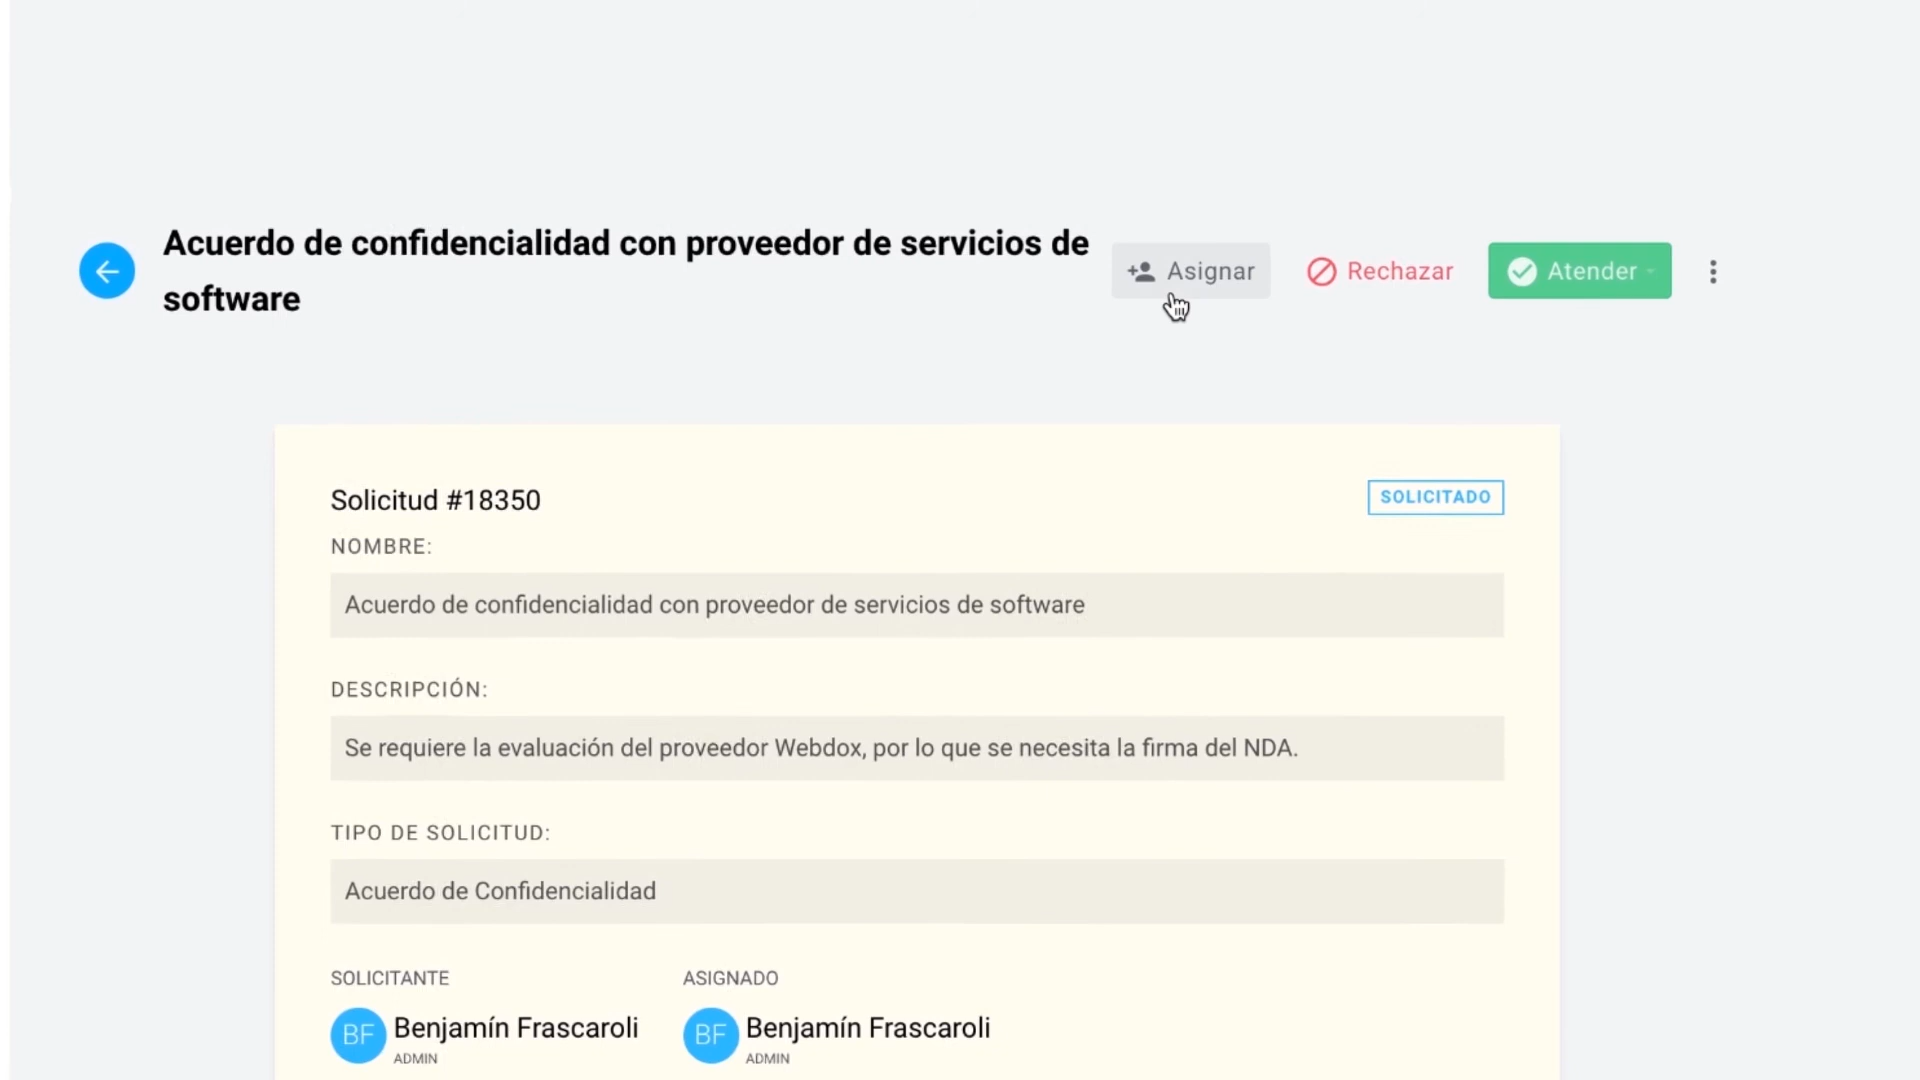 Acuerdo de confidencialidad con proveedor de servicios de
software
Asignar
Rechazar
Atender
Solicitud #18350
SOLICITADO
NOMBRE:
Acuerdo de confidencialidad con proveedor de servicios de software
DESCRIPCIÓN:
Se requiere la evaluación del proveedor Webdox, por lo que se necesita la firma del NDA.
TIPO DE SOLICITUD:
Acuerdo de Confidencialidad
SOLICITANTE
ASIGNADO
BF
Benjamín Frascaroli
ADMIN
BF
Benjamín Frascaroli
ADMIN